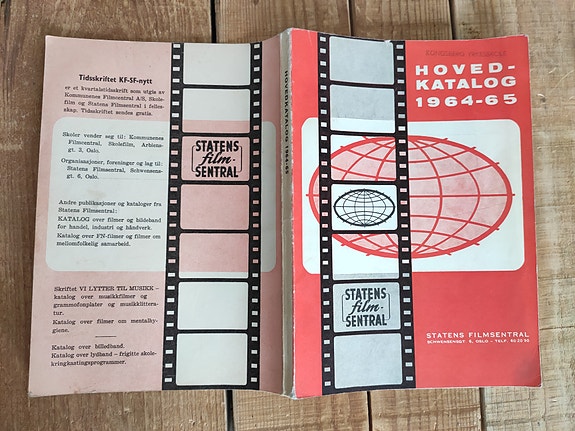 Tidsskriftet KF-SF-nytt
er et kvartalstidsskrift som utgis av
Kommunenes Filmcentral A/S, Skole-
film og Statens Filmsentral i felles-
skap. Tidsskriftet sendes gratis.
Skoler vender seg til: Kommunenes
Filmcentral, Skolefilm, Arbiens-
gt. 3, Oslo.
Organisasjoner, foreninger og lag til:
Statens Filmsentral, Schwensens-
gt. 6, Oslo.
Andre publikasjoner og kataloger fra
Statens Filmsentral:
KATALOG over filmer og bildeband
for handel, industri og håndverk.
Katalog over FN-filmer og filmer om
mellomfolkelig samarbeid.
Skriftet VI LYTTER TIL MUSIKK –
katalog over musikkfilmer og
grammofonplater og musikklittera-
tur.
Katalog over filmer om mentalhy-
giene.
Katalog over billedband.
Katalog over lydband – frigitte skole-
kringkastingsprogrammer.
STATENS
film-
SENTRAL
HOVEDKATALOG 1964-65
HOVED-
KATALOG
1964-65
STATENS
film-
SENTRAL
STATENS FILMSENTRAL
SCHWENSENSGT. 6, OSLO - TELF. 60 20 90